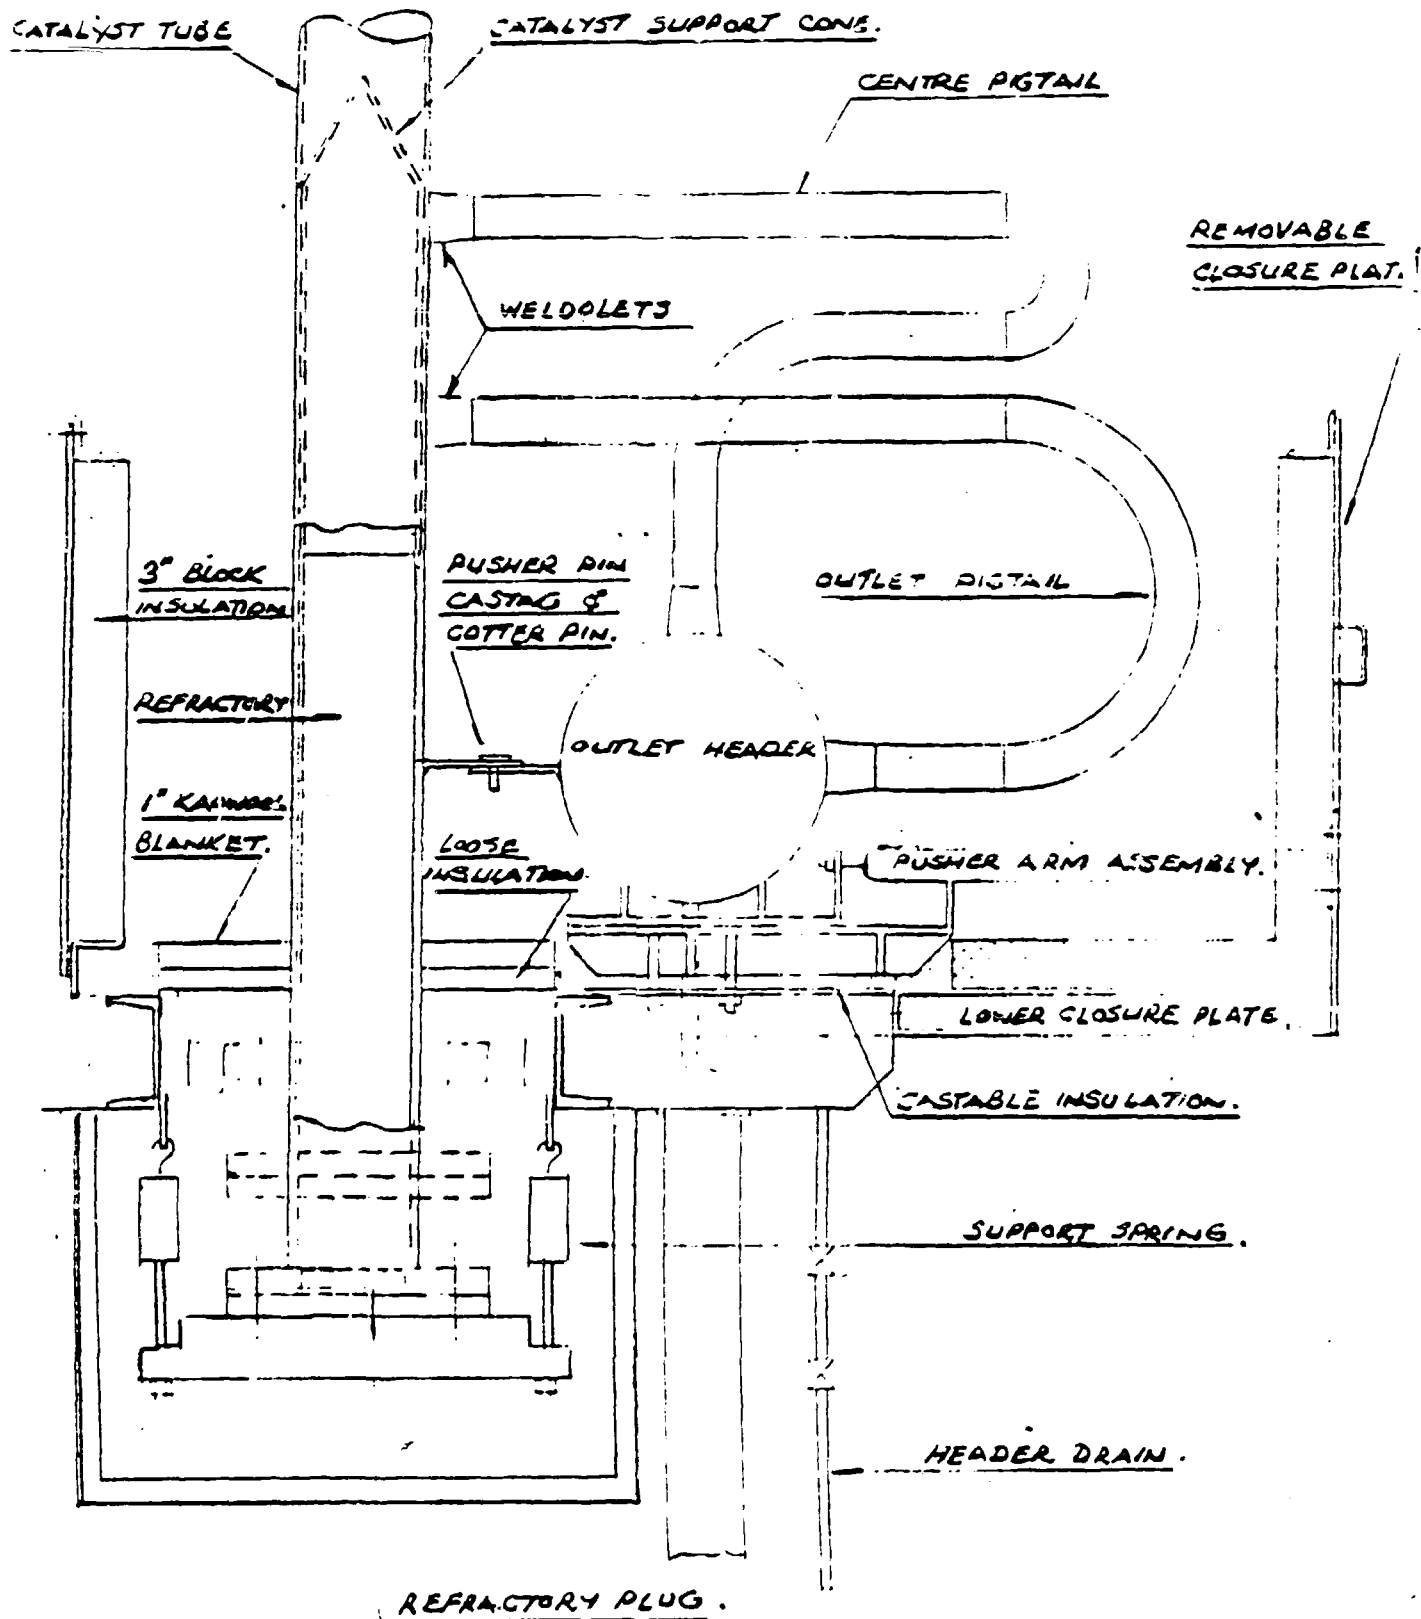 CATALYST TUBE
CATALYST SUPPORT CONE.
CENTRE PIGTAIL
REMOVABLE
CLOSURE PLAT.
WELDOLETS
3" BLOCK
INSULATION
PUSHER PIN
CASTNG &
COTTER PIN.
OUTLET PIGTAIL
REFRACTORY
OUTLET HEADER
1" KAOWOOL
BLANKET.
LOOSE
INSULATION.
PUSHER ARM ASSEMBLY.
LOWER CLOSURE PLATE.
CASTABLE INSULATION.
SUPPORT SPRING.
HEADER DRAIN.
REFRACTORY PLUG.